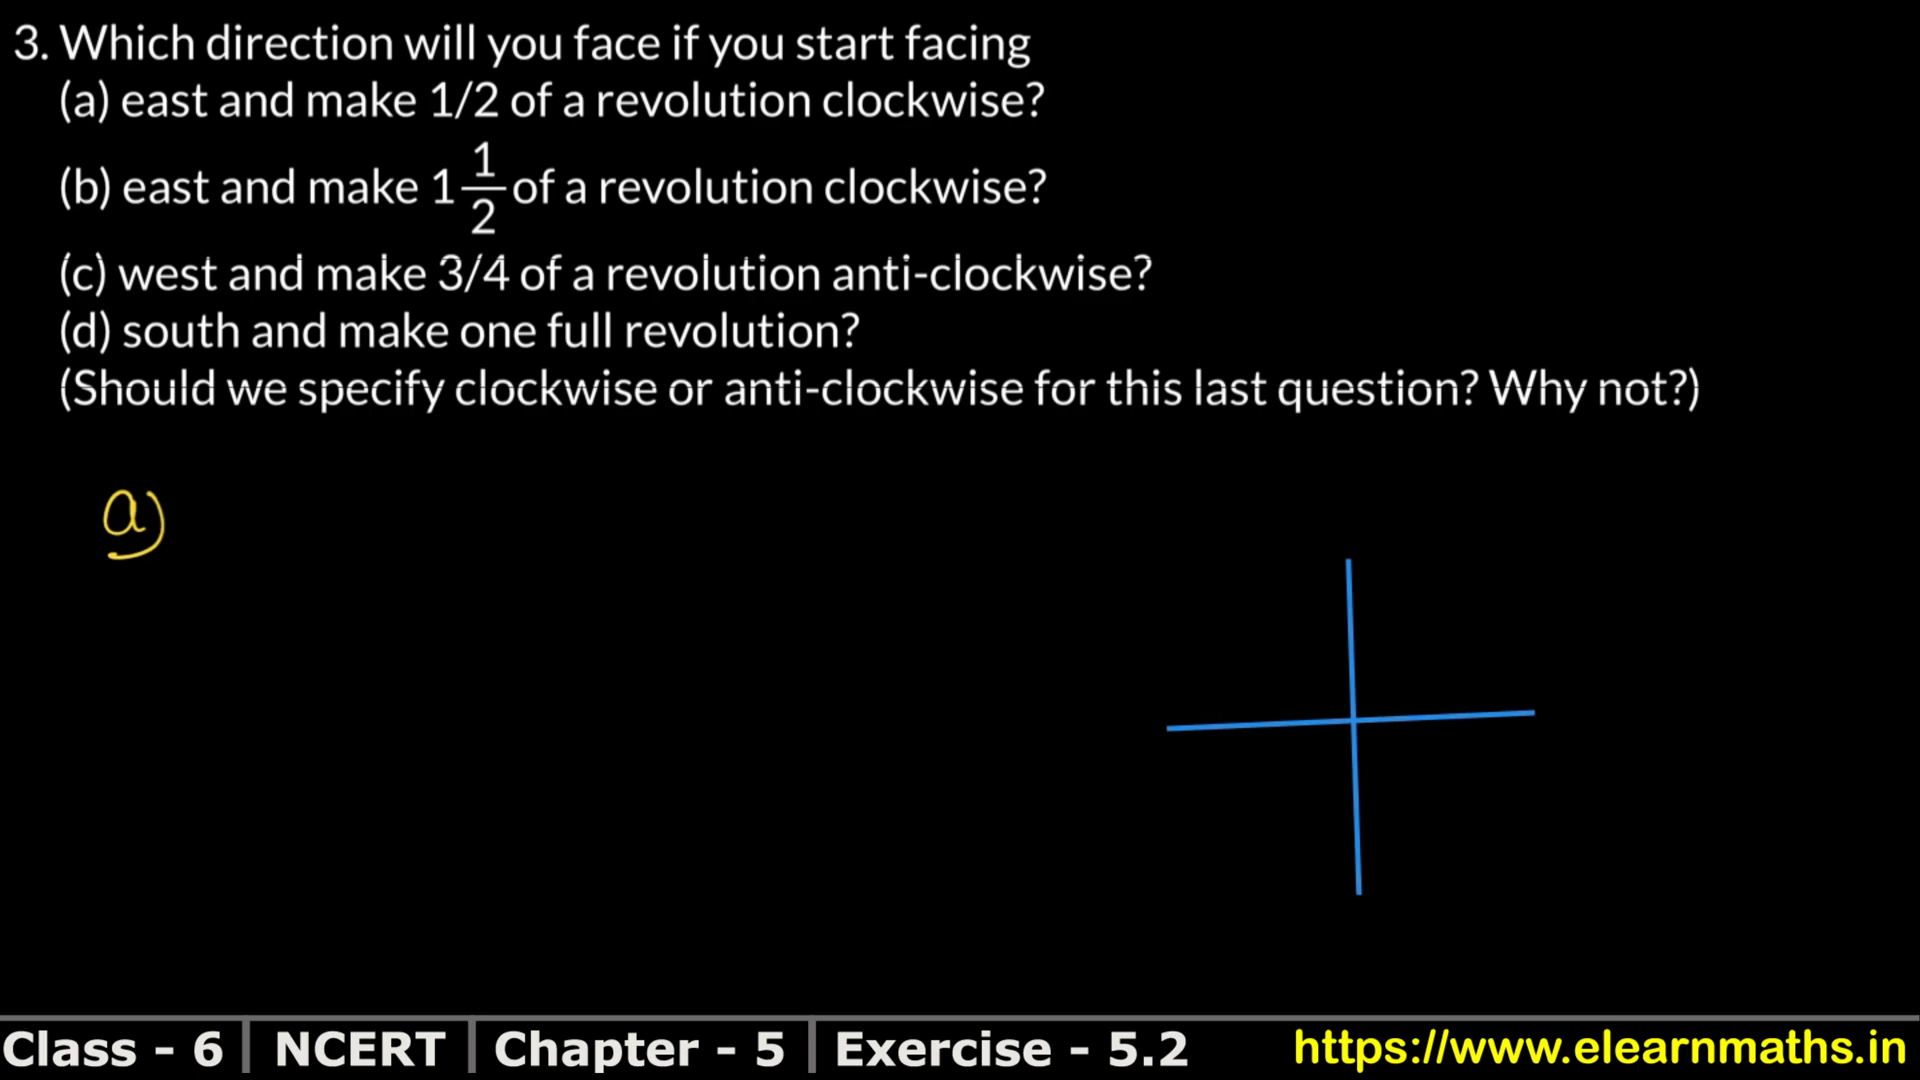 3. Which direction will you face if you start facing
(a) east and make 1/2 of a revolution clockwise?
(b) east and make 1 1/2 of a revolution clockwise?
(c) west and make 3/4 of a revolution anti-clockwise?
(d) south and make one full revolution?
(Should we specify clockwise or anti-clockwise for this last question? Why not?)
a)
Class - 6 | NCERT | Chapter - 5 | Exercise - 5.2 https://www.elearnmaths.in